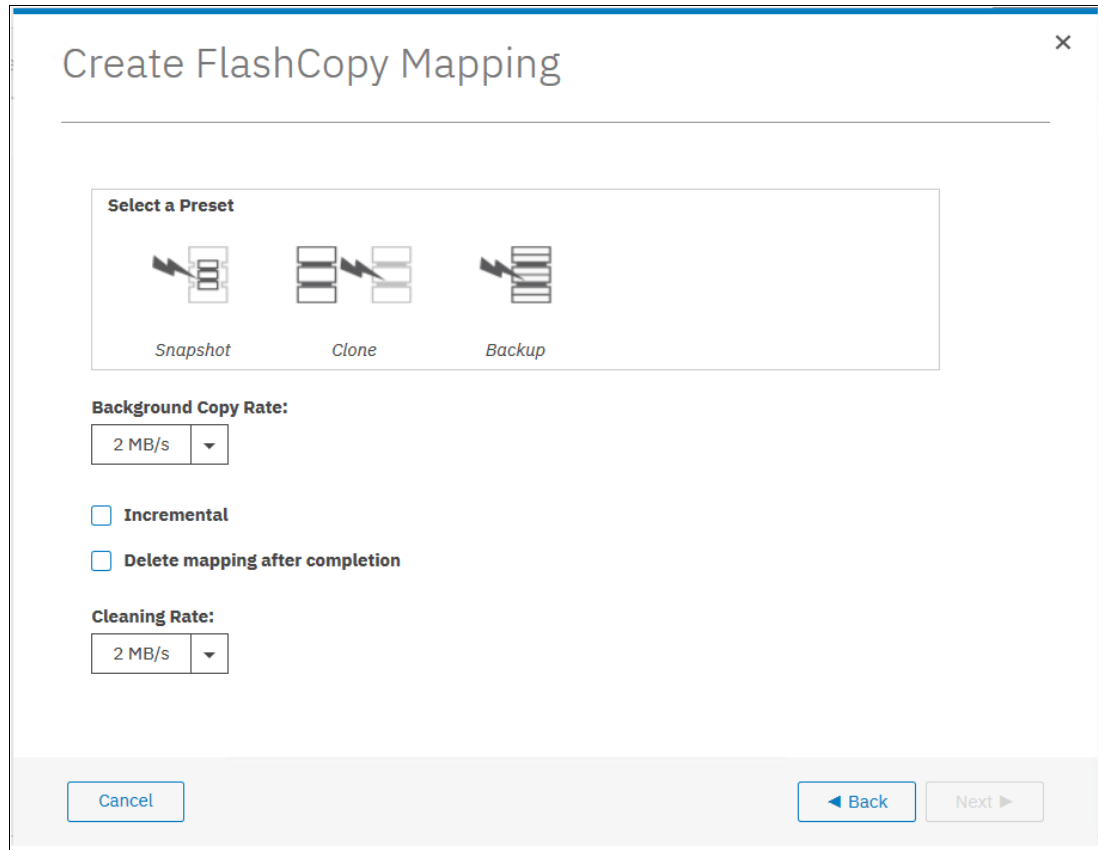 Create FlashCopy Mapping
Select a Preset
Snapshot Clone Backup
Background Copy Rate:
2 MB/s
Incremental
Delete mapping after completion
Cleaning Rate:
2 MB/s
Cancel Back Next